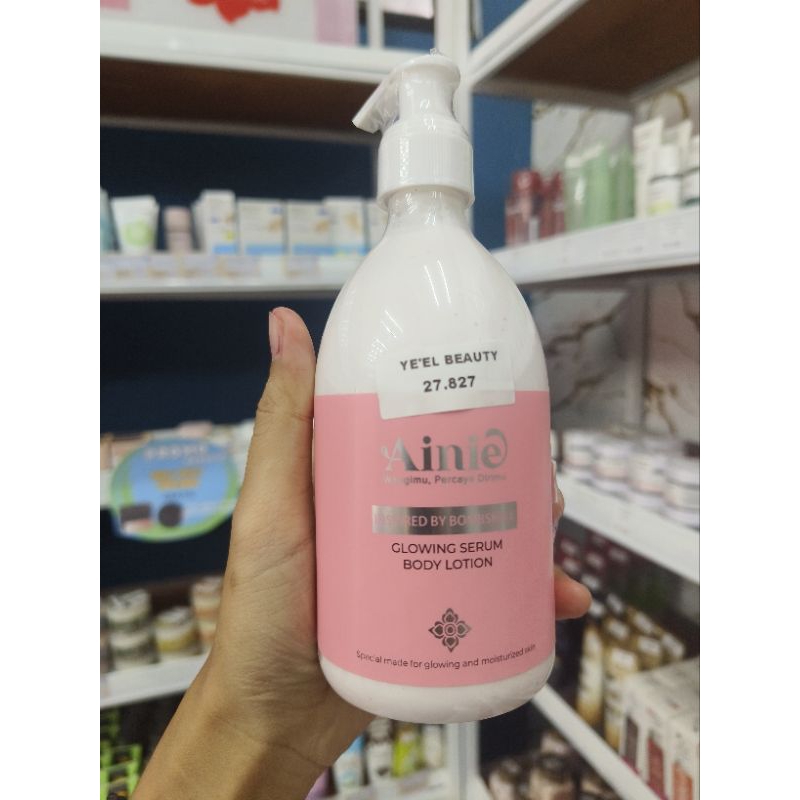 YE'EL BEAUTY
27.827
Ainie
Wangimu, Percaya Dirimu
BY
GLOWING SERUM
BODY LOTION
Special made for glowing and moisturized skin